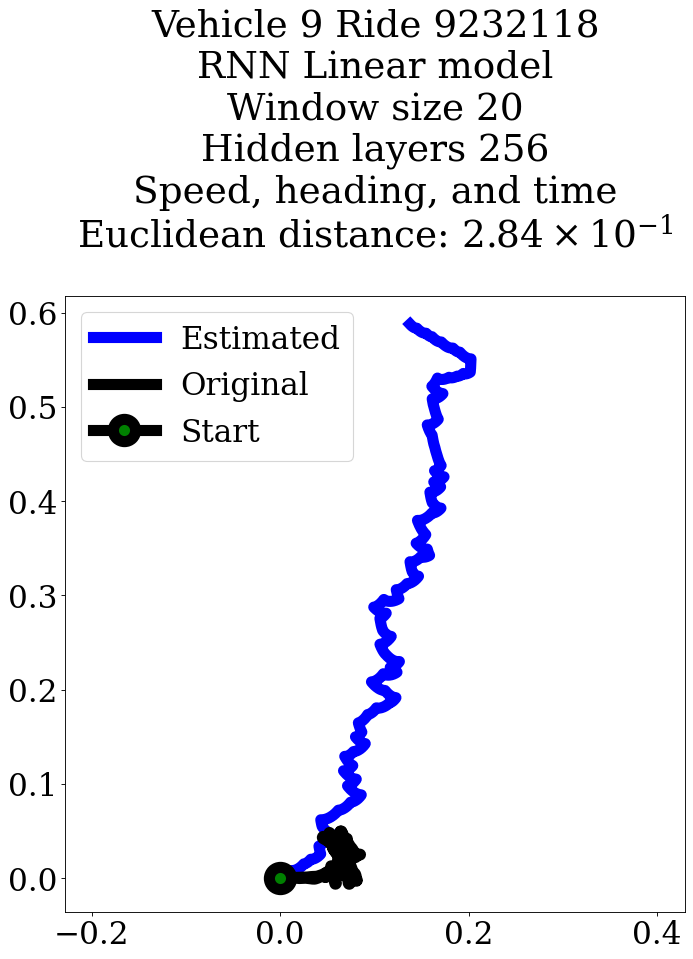 Vehicle 9 Ride 9232118
RNN Linear model
Window size 20
Hidden layers 256
Speed, heading, and time
Euclidean distance: 2.84 × 10⁻¹
Estimated
Original
Start
0.6
0.5
0.4
0.3
0.2
0.1
0.0
−0.2 0.0 0.2 0.4